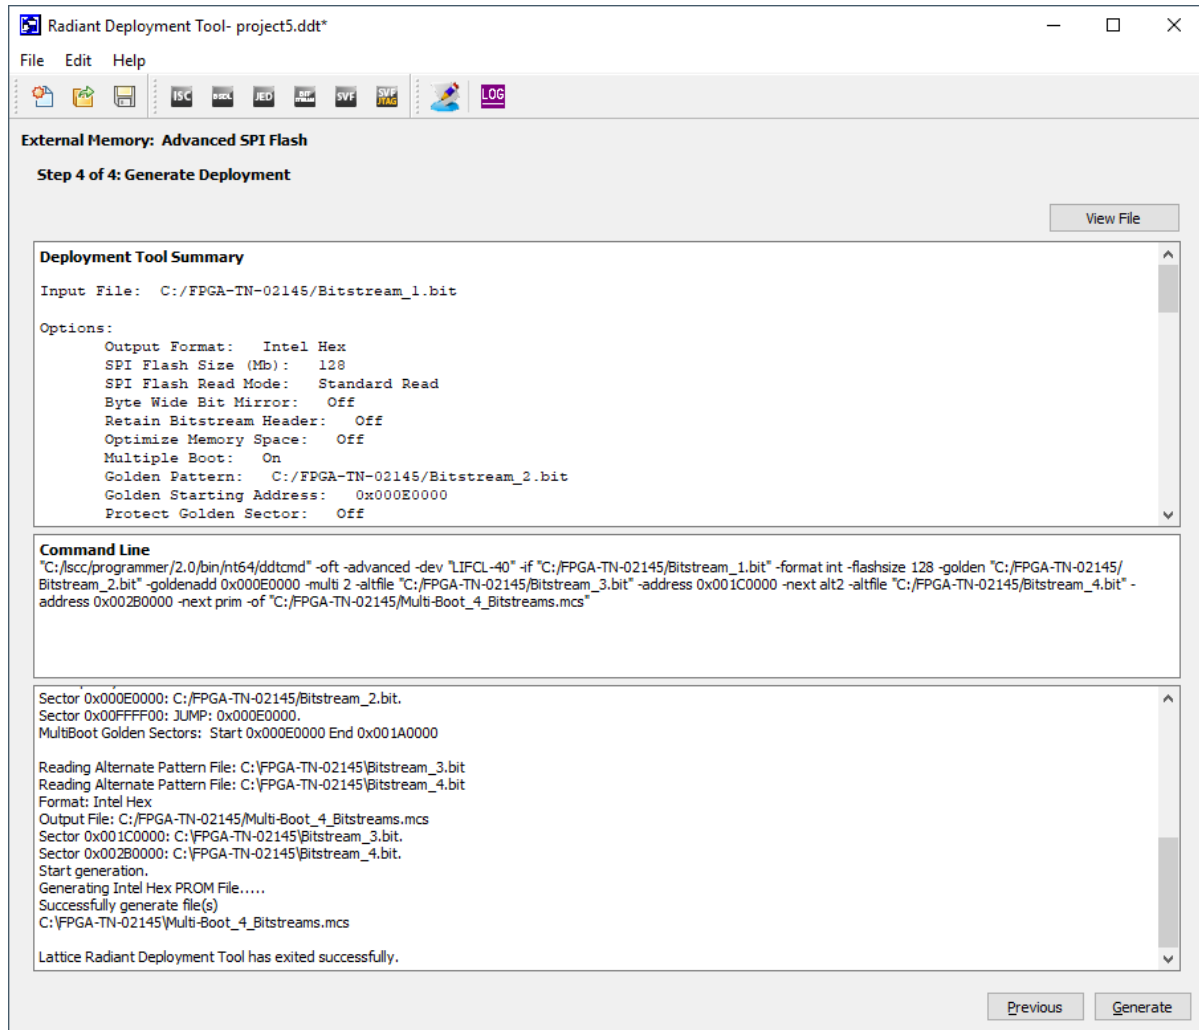 Radiant Deployment Tool- project5.ddt*
File Edit Help
ISC BSDL JED BIT STREAM SVF SVF JTAG LOG
External Memory: Advanced SPI Flash
Step 4 of 4: Generate Deployment
View File
Deployment Tool Summary
Input File: C:/FPGA-TN-02145/Bitstream_1.bit
Options:
Output Format: Intel Hex
SPI Flash Size (Mb): 128
SPI Flash Read Mode: Standard Read
Byte Wide Bit Mirror: Off
Retain Bitstream Header: Off
Optimize Memory Space: Off
Multiple Boot: On
Golden Pattern: C:/FPGA-TN-02145/Bitstream_2.bit
Golden Starting Address: 0x000E0000
Protect Golden Sector: Off
Command Line
"C:/lscc/programmer/2.0/bin/nt64/ddtcmd" -oft -advanced -dev "LIFCL-40" -if "C:/FPGA-TN-02145/Bitstream_1.bit" -format int -flashsize 128 -golden "C:/FPGA-TN-02145/
Bitstream_2.bit" -goldenadd 0x000E0000 -multi 2 -altfile "C:/FPGA-TN-02145/Bitstream_3.bit" -address 0x001C0000 -next alt2 -altfile "C:/FPGA-TN-02145/Bitstream_4.bit" -
address 0x002B0000 -next prim -of "C:/FPGA-TN-02145/Multi-Boot_4_Bitstreams.mcs"
Sector 0x000E0000: C:/FPGA-TN-02145/Bitstream_2.bit.
Sector 0x00FFFF00: JUMP: 0x000E0000.
MultiBoot Golden Sectors: Start 0x000E0000 End 0x001A0000
Reading Alternate Pattern File: C:\FPGA-TN-02145\Bitstream_3.bit
Reading Alternate Pattern File: C:\FPGA-TN-02145\Bitstream_4.bit
Format: Intel Hex
Output File: C:/FPGA-TN-02145/Multi-Boot_4_Bitstreams.mcs
Sector 0x001C0000: C:\FPGA-TN-02145\Bitstream_3.bit.
Sector 0x002B0000: C:\FPGA-TN-02145\Bitstream_4.bit.
Start generation.
Generating Intel Hex PROM File.....
Successfully generate file(s)
C:\FPGA-TN-02145\Multi-Boot_4_Bitstreams.mcs
Lattice Radiant Deployment Tool has exited successfully.
Previous Generate